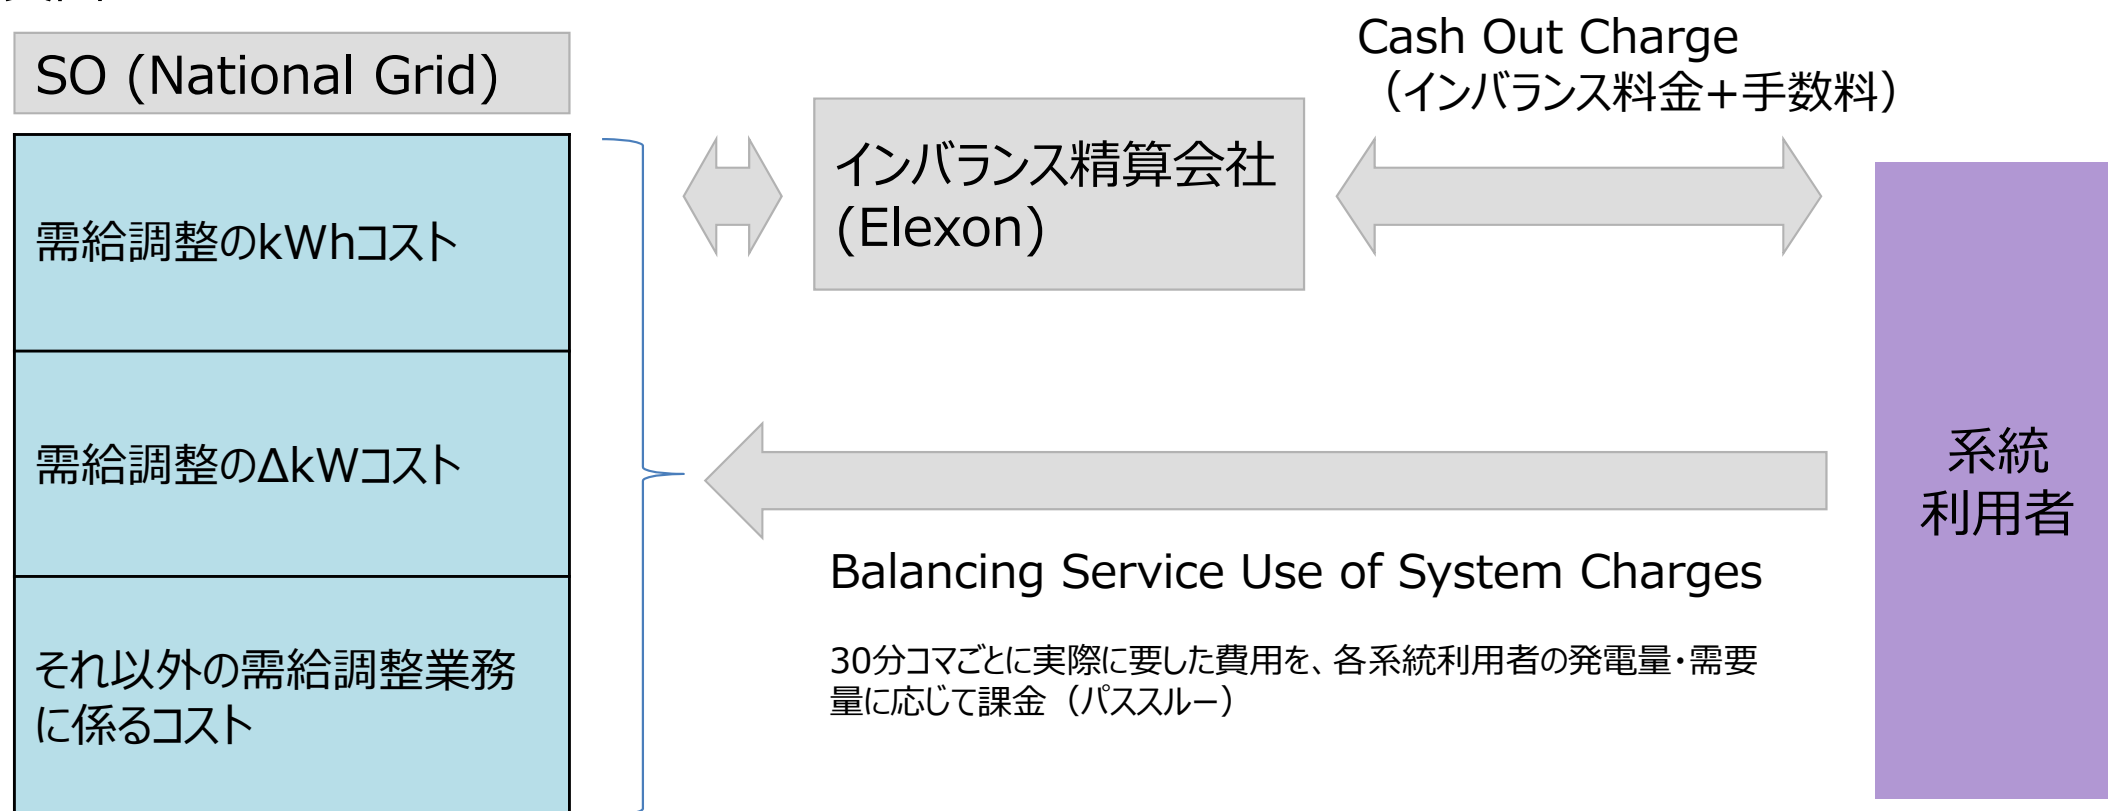 SO (National Grid)
需給調整のkWhコスト
需給調整のΔkWコスト
それ以外の需給調整業務
に係るコスト
インバランス精算会社
(Elexon)
Cash Out Charge
（インバランス料金+手数料）
Balancing Service Use of System Charges
30分コマごとに実際に要した費用を、各系統利用者の発電量・需要
量に応じて課金（パススルー）
系統
利用者